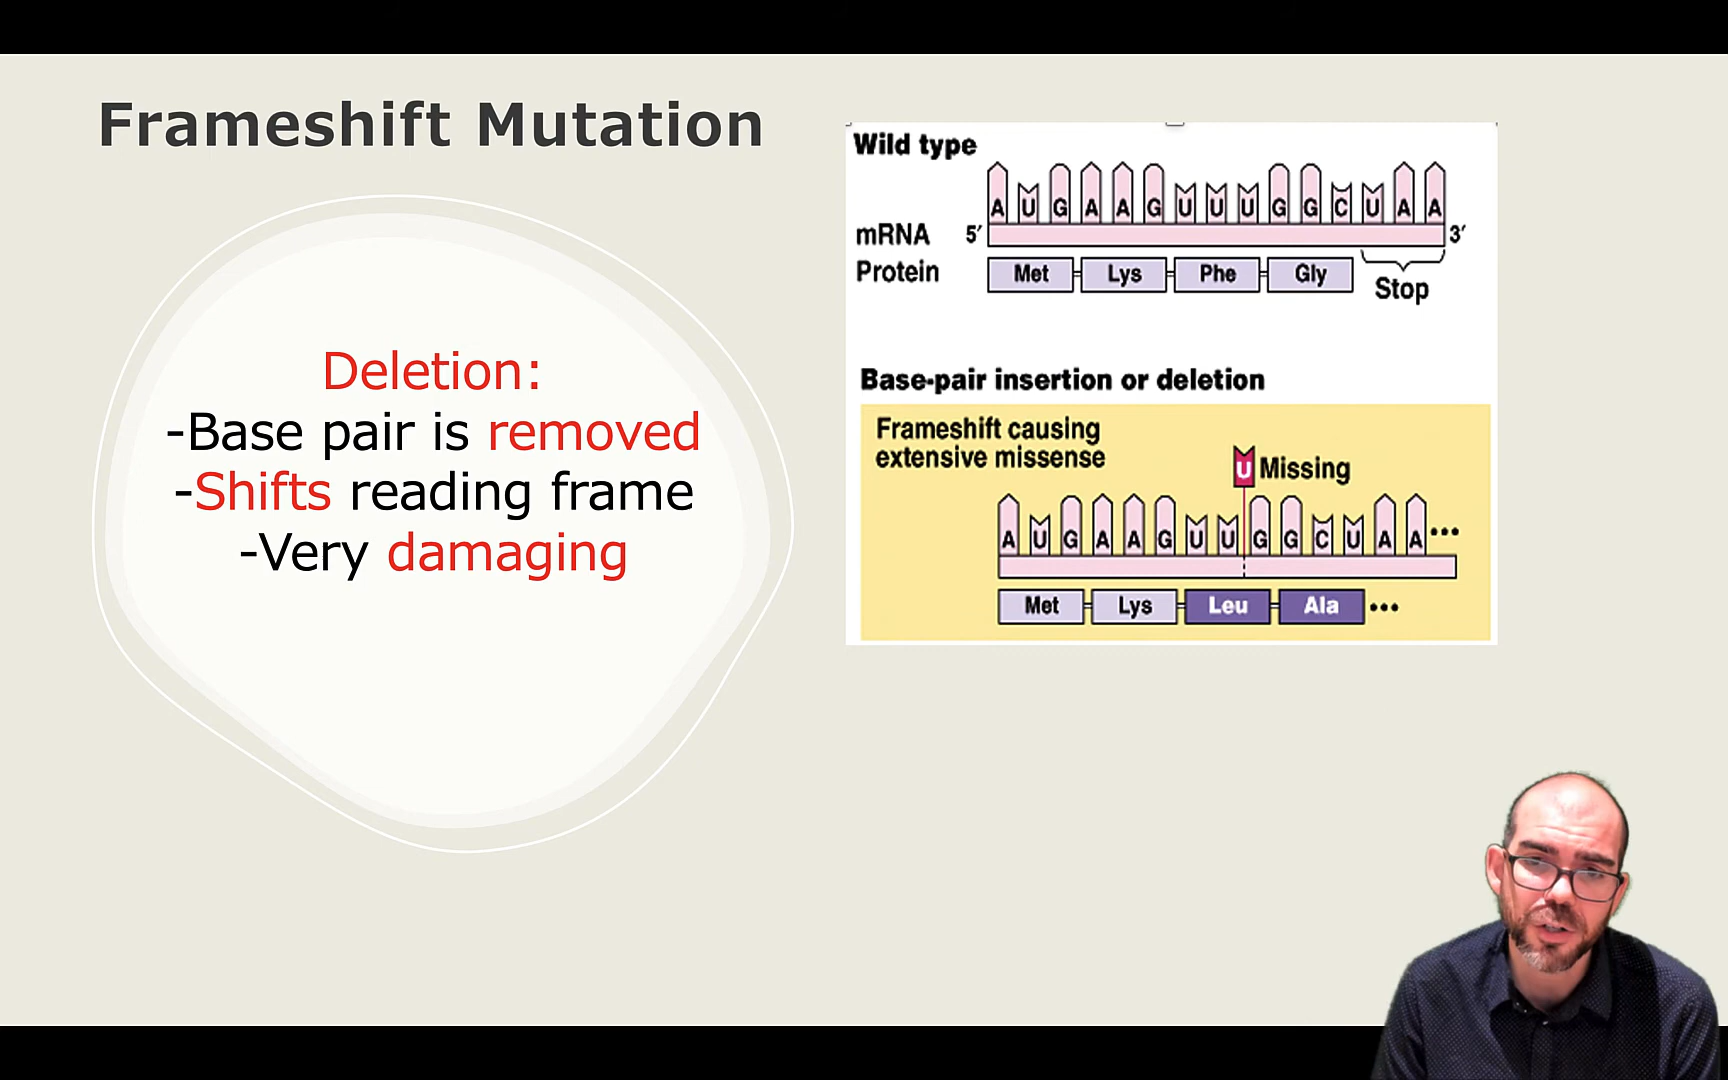 Frameshift Mutation
Deletion:
-Base pair is removed
-Shifts reading frame
-Very damaging
Wild type
A U G A A G U U U G G C U A A
mRNA 5′ 3′
Protein Met Lys Phe Gly Stop
Base-pair insertion or deletion
Frameshift causing
extensive missense
U Missing
A U G A A G U U G G C U A A •••
Met Lys Leu Ala •••